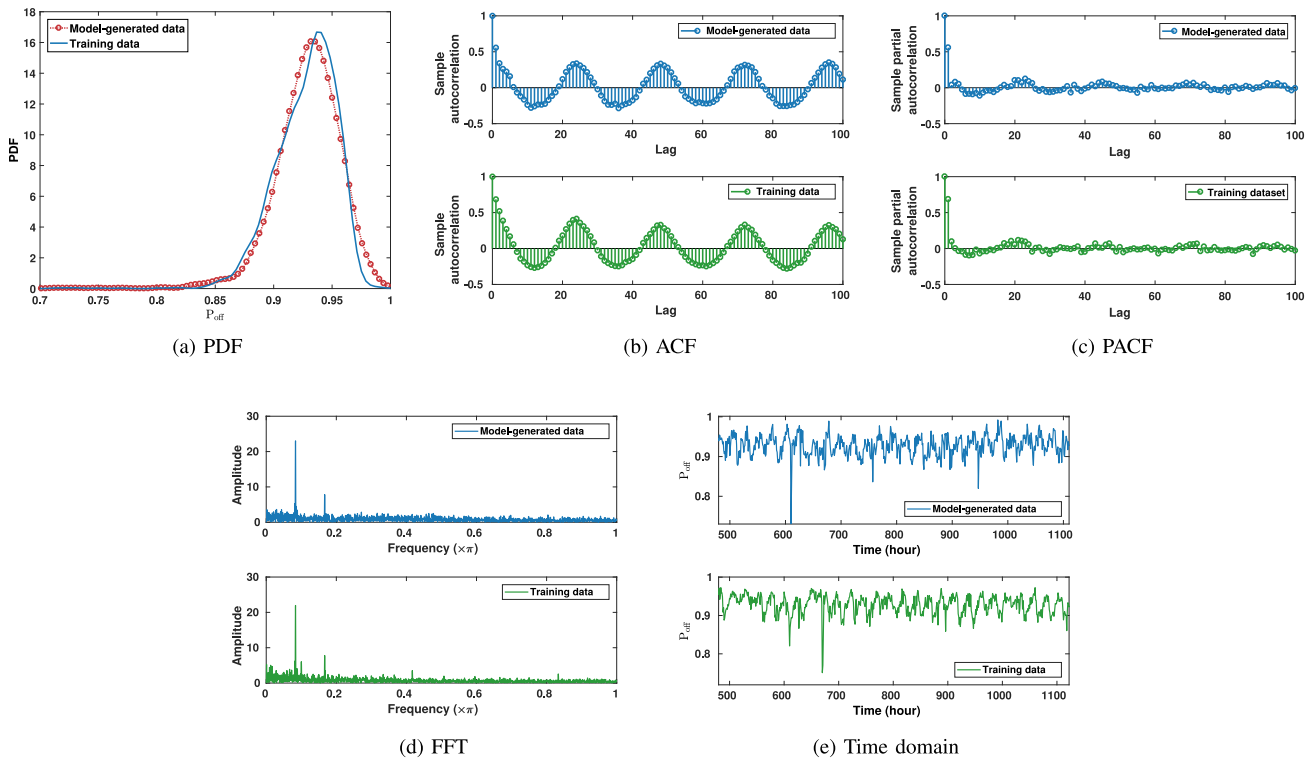 Model-generated data
Training data
PDF
18
16
14
12
10
8
6
4
2
0
0.7
0.75
0.8
0.85
0.9
0.95
1
P_off
(a) PDF
Sample
autocorrelation
1
0.5
0
-0.5
Model-generated data
0
20
40
60
80
100
Lag
Sample
autocorrelation
1
0.5
0
-0.5
Training data
0
20
40
60
80
100
Lag
(b) ACF
Sample partial
autocorrelation
1
0.5
0
-0.5
Model-generated data
0
20
40
60
80
100
Lag
Sample partial
autocorrelation
1
0.5
0
-0.5
Training dataset
0
20
40
60
80
100
Lag
(c) PACF
Amplitude
30
20
10
0
Model-generated data
0
0.2
0.4
0.6
0.8
1
Frequency (×π)
Amplitude
30
20
10
0
Training data
0
0.2
0.4
0.6
0.8
1
Frequency (×π)
(d) FFT
P_off
1
0.9
0.8
Model-generated data
500
600
700
800
900
1000
1100
Time (hour)
P_off
1
0.9
0.8
Training data
500
600
700
800
900
1000
1100
Time (hour)
(e) Time domain